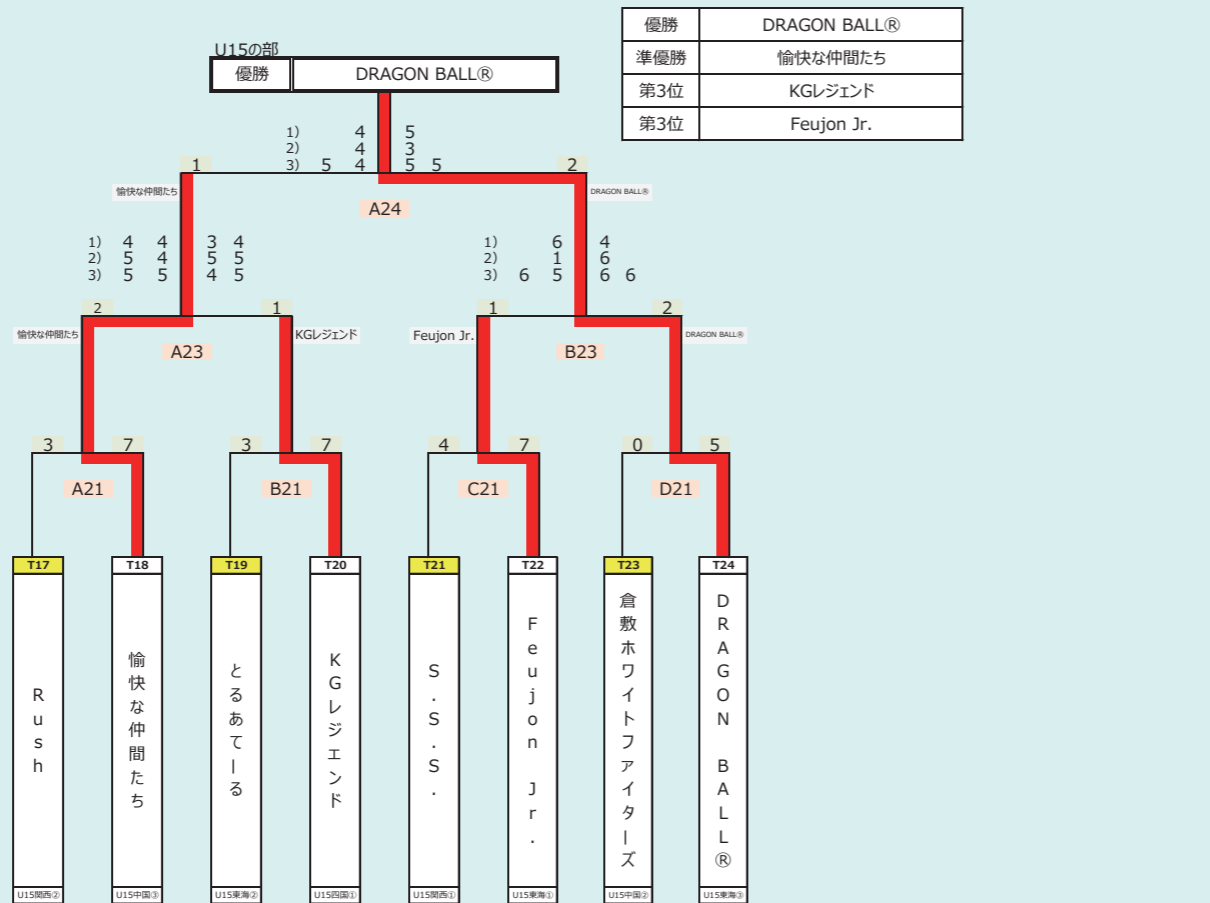 優勝 DRAGON BALL®
準優勝 愉快な仲間たち
第3位 KGレジェンド
第3位 Feujon Jr.
U15の部
優勝 DRAGON BALL®
1) 4 5
2) 4 3
3) 5 4 5 5
1 2
愉快な仲間たち DRAGON BALL®
A24
1) 4 4 3 4
2) 5 4 5 5
3) 5 5 4 5
1) 6 4
2) 1 6
3) 6 5 6 6
2 1 1 2
愉快な仲間たち KGレジェンド Feujon Jr. DRAGON BALL®
A23 B23
3 7 3 7 4 7 0 5
A21 B21 C21 D21
T17 T18 T19 T20 T21 T22 T23 T24
Rush
愉快な仲間たち
とるあてーる
KGレジエンド
S.S.S.
Feujon Jr.
倉敷ホワイトファイターズ
DRAGON BALL®
U15関西② U15中国③ U15東海② U15四国① U15関西① U15東海① U15中国② U15東海③